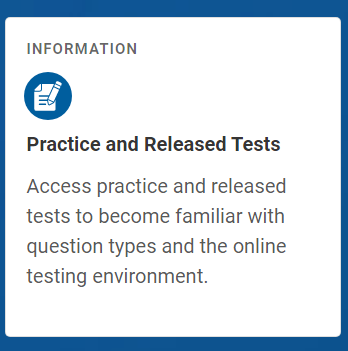 INFORMATION
Practice and Released Tests
Access practice and released
tests to become familiar with
question types and the online
testing environment.